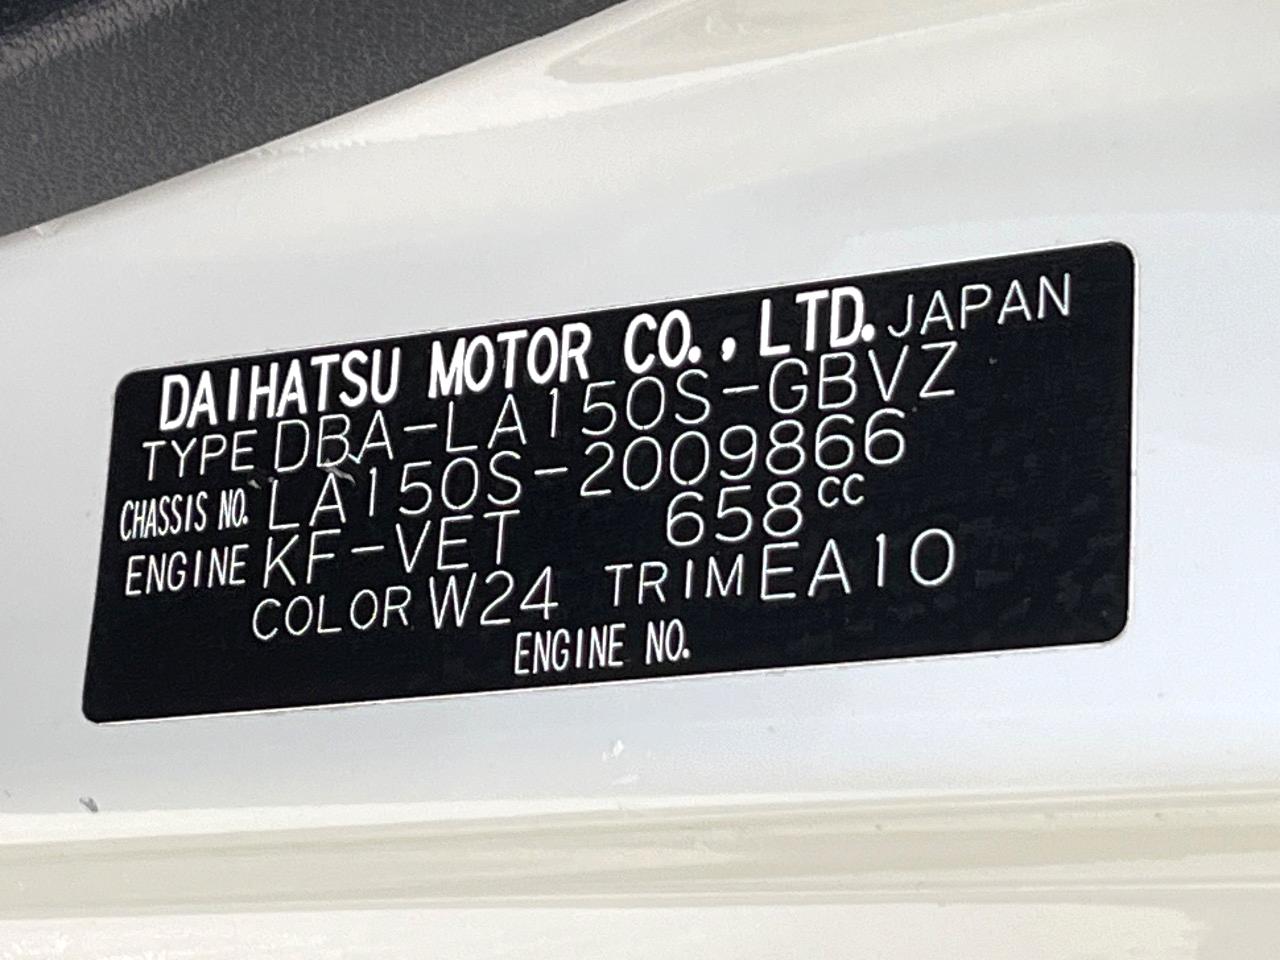 DAIHATSU MOTOR CO., LTD. JAPAN
TYPE DBA-LA150S-GBVZ
CHASSIS NO. LA150S-2009866
ENGINE KF-VET 658CC
COLOR W24 TRIM EA10
ENGINE NO.